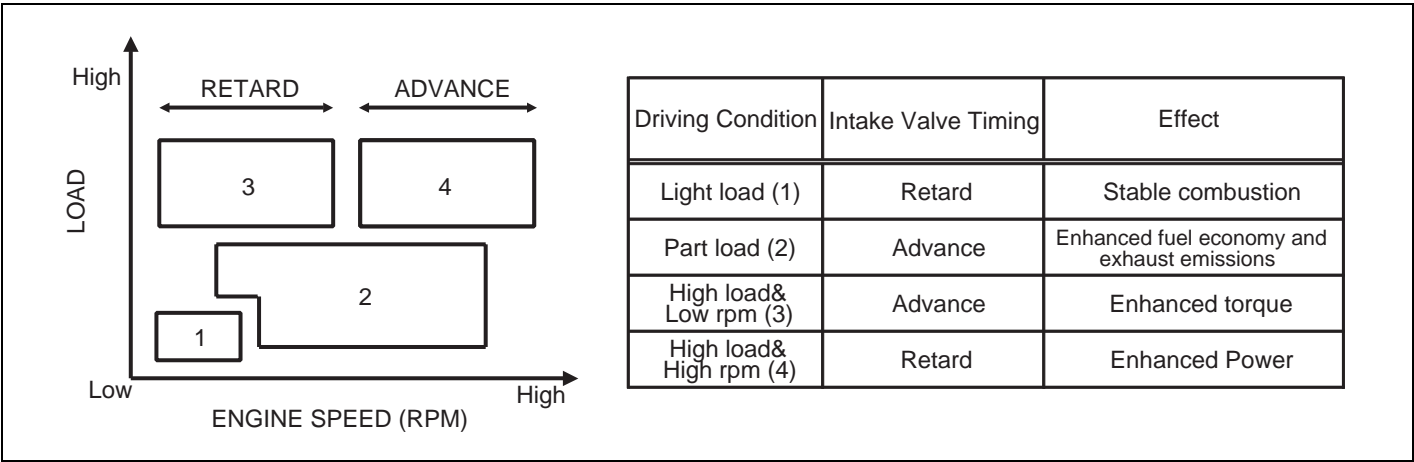 High
RETARD
ADVANCE
LOAD
3
4
2
1
Low
High
ENGINE SPEED (RPM)
Driving Condition Intake Valve Timing Effect
Light load (1) Retard Stable combustion
Part load (2) Advance Enhanced fuel economy and
exhaust emissions
High load&
Low rpm (3) Advance Enhanced torque
High load&
High rpm (4) Retard Enhanced Power